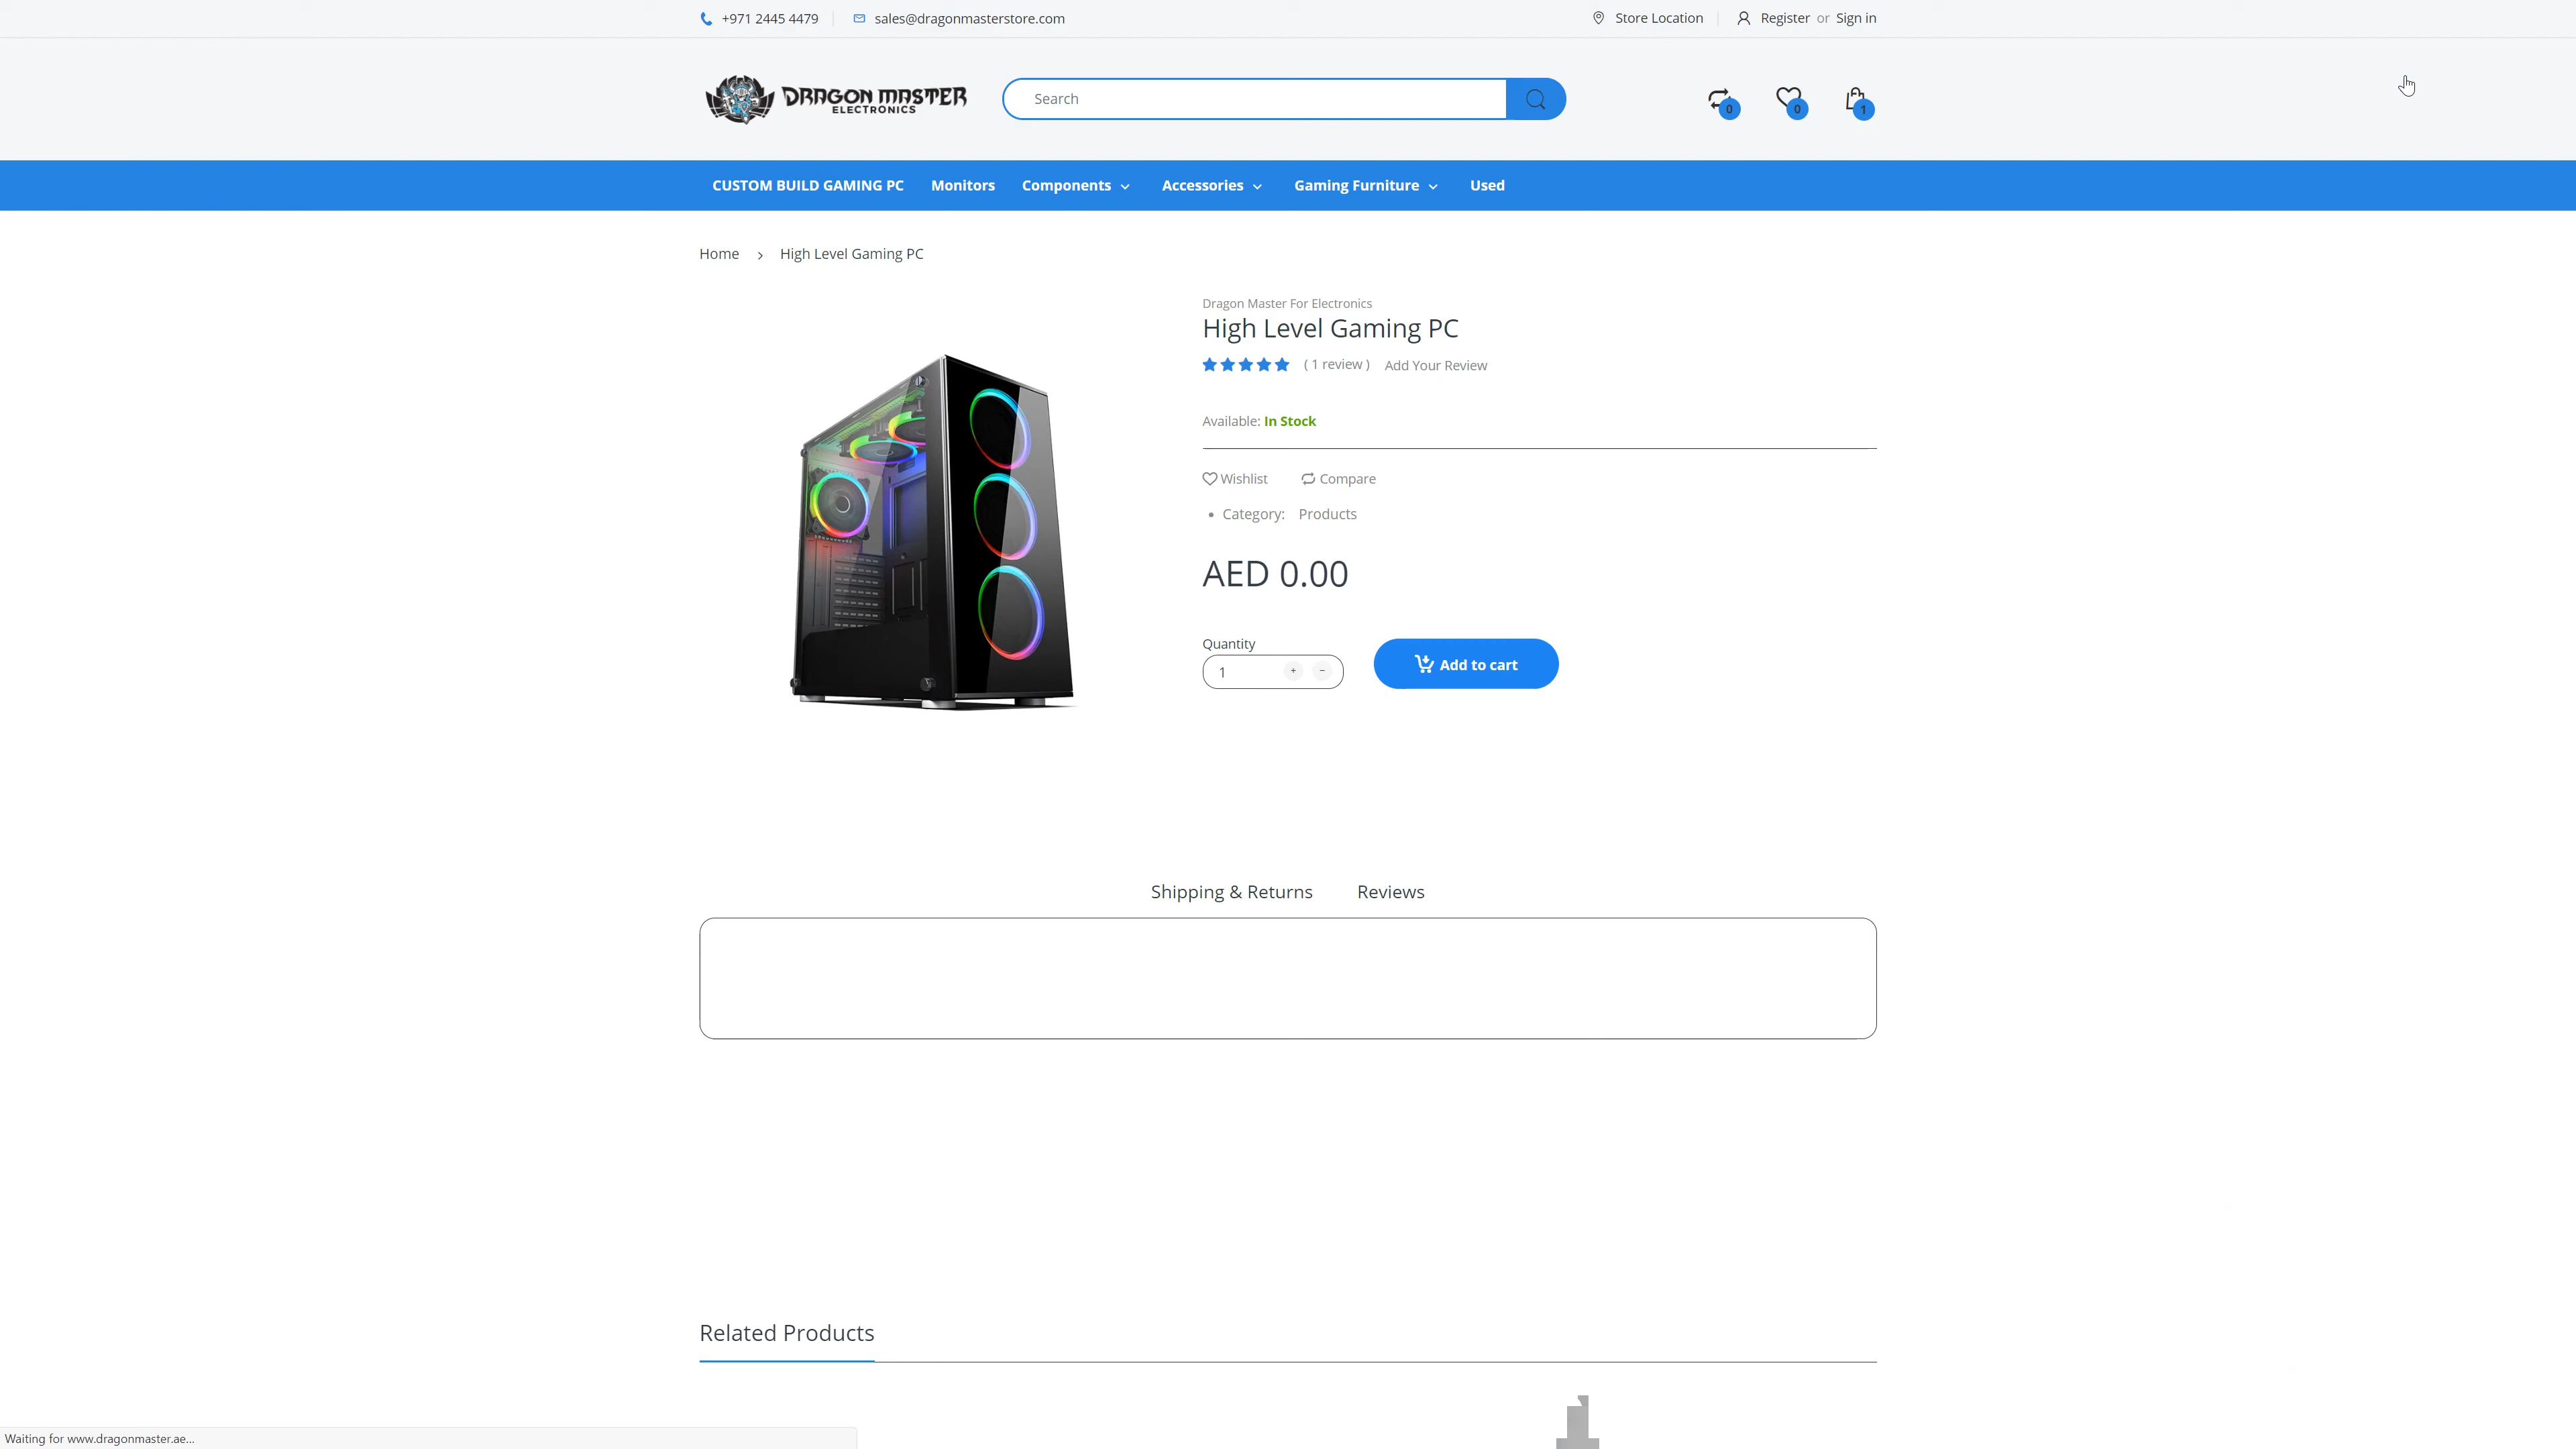 +971 2445 4479
sales@dragonmasterstore.com
Store Location
Register or Sign in
DRAGON MASTER
ELECTRONICS
Search
0
0
1
CUSTOM BUILD GAMING PC Monitors Components Accessories Gaming Furniture Used
Home > High Level Gaming PC
Dragon Master For Electronics
High Level Gaming PC
( 1 review ) Add Your Review
Available: In Stock
Wishlist Compare
• Category: Products
AED 0.00
Quantity
1 + −
Add to cart
Shipping & Returns Reviews
Related Products
Waiting for www.dragonmaster.ae...